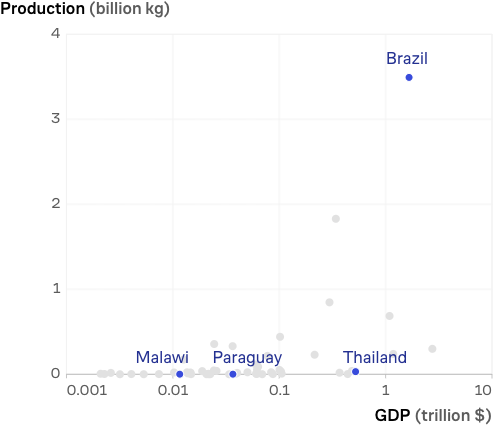 Production (billion kg)
4
Brazil
3
2
1
Malawi Paraguay Thailand
0
0.001 0.01 0.1 1 10
GDP (trillion $)